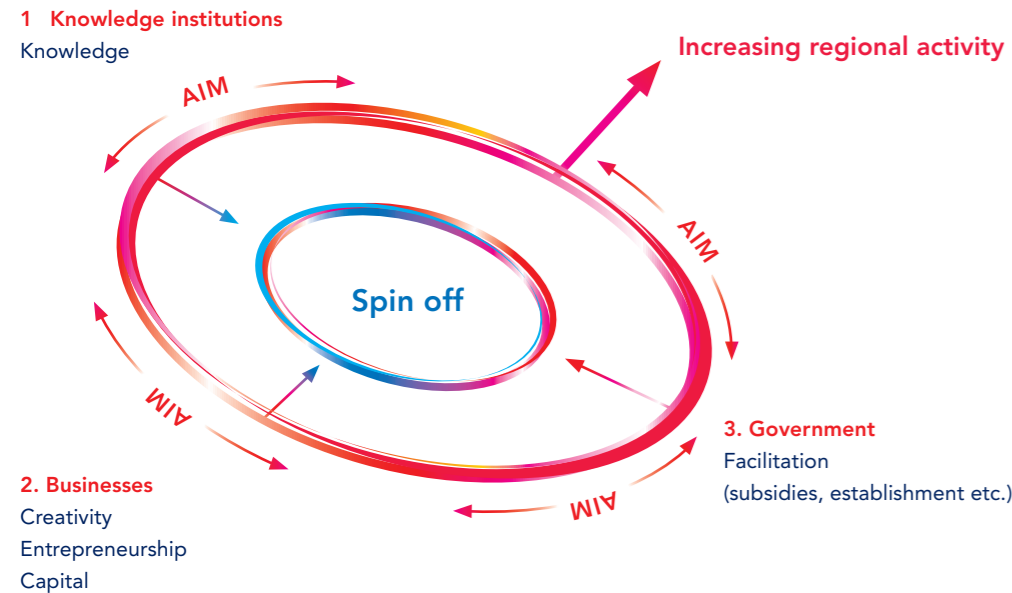 1 Knowledge institutions
Knowledge
Increasing regional activity
AIM
AIM
Spin off
AIM
AIM
3. Government
Facilitation
(subsidies, establishment etc.)
2. Businesses
Creativity
Entrepreneurship
Capital